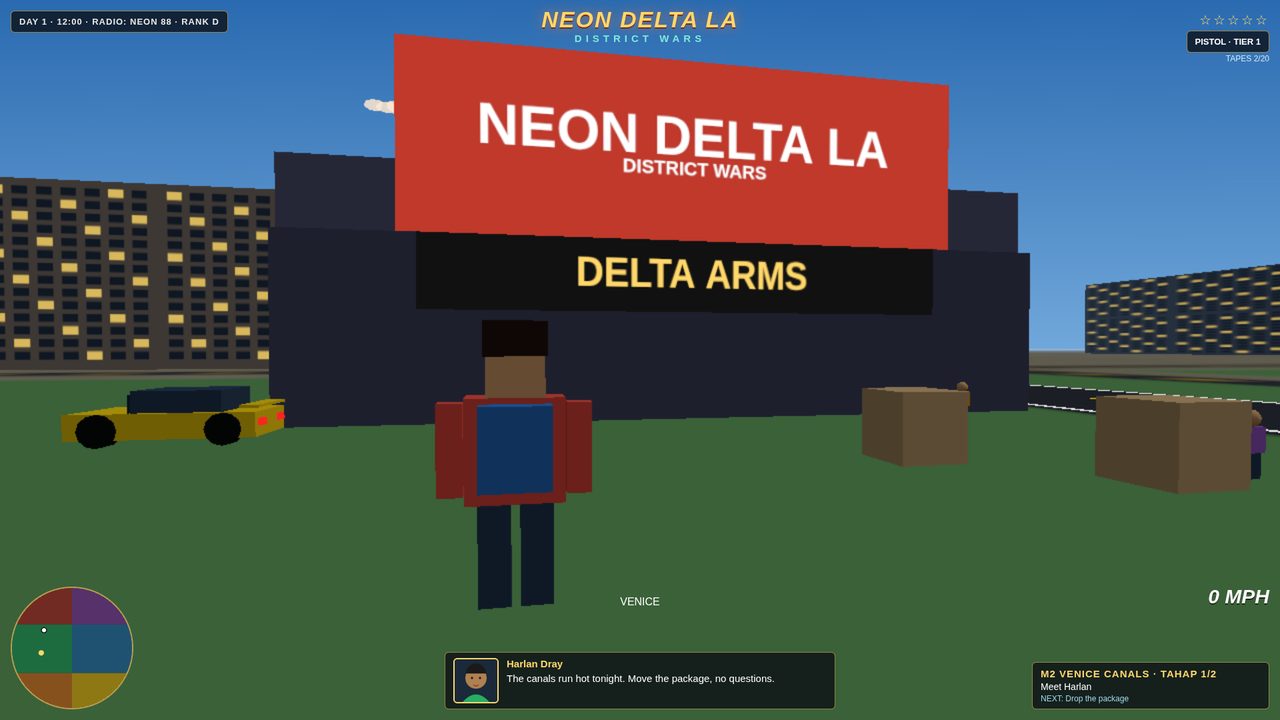 DAY 1 · 12:00 · RADIO: NEON 88 · RANK D
NEON DELTA LA
DISTRICT WARS
☆☆☆☆☆
PISTOL · TIER 1
TAPES 2/20
NEON DELTA LA
DISTRICT WARS
DELTA ARMS
VENICE
0 MPH
Harlan Dray
The canals run hot tonight. Move the package, no questions.
M2 VENICE CANALS · TAHAP 1/2
Meet Harlan
NEXT: Drop the package